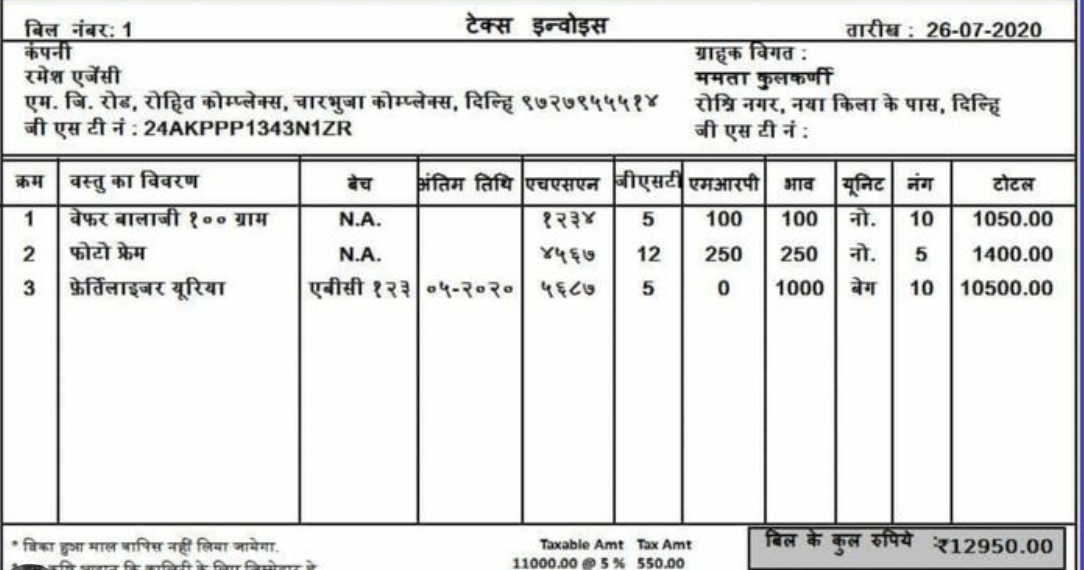 बिल नंबर: 1 टेक्स इन्वोइस तारीख : 26-07-2020
कंपनी ग्राहक विगत :
रमेश एजेंसी ममता कुलकर्णी
एम. जि. रोड, रोहित कोम्प्लेक्स, चारभुजा कोम्प्लेक्स, दिल्हि ९७२७९५५५१४ रोश्नि नगर, नया किला के पास, दिल्हि
जी एस टी नं : 24AKPPP1343N1ZR जी एस टी नं :
क्रम वस्तु का विवरण बेच अंतिम तिथि एचएसएन जीएसटी एमआरपी भाव यूनिट नंग टोटल
1 वेफर बालाजी १०० ग्राम N.A. १२३४ 5 100 100 नो. 10 1050.00
2 फोटो फ्रेम N.A. ४५६७ 12 250 250 नो. 5 1400.00
3 फ़ेर्तिलाइजर यूरिया एबीसी १२३ ०५-२०२० ५६८७ 5 0 1000 बेग 10 10500.00
* बिका हुआ माल वापिस नहीं लिया जायेगा. Taxable Amt Tax Amt बिल के कुल रुपिये :₹12950.00
11000.00 @ 5 % 550.00